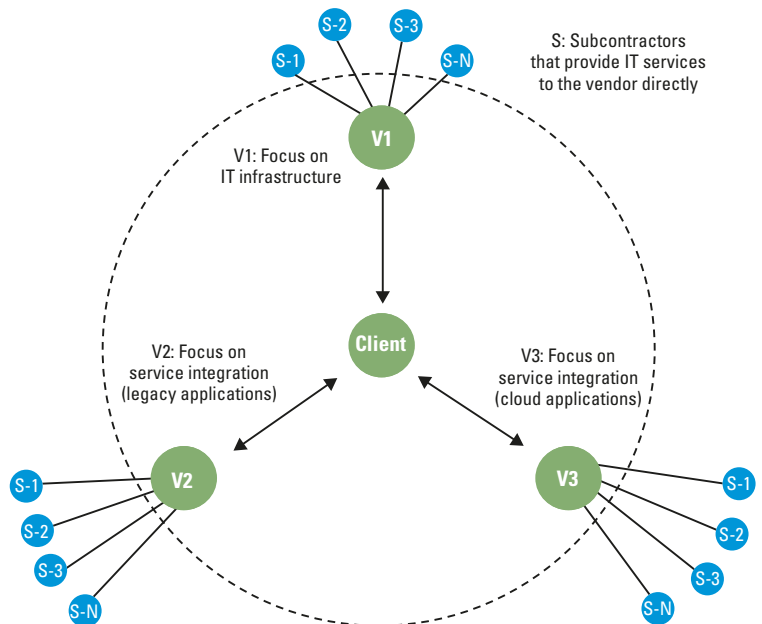 S-2
S-3
S-1
S-N
S: Subcontractors
that provide IT services
to the vendor directly
V1
V1: Focus on
IT infrastructure
Client
V2: Focus on
service integration
(legacy applications)
V3: Focus on
service integration
(cloud applications)
V2
S-1
S-2
S-3
S-N
V3
S-1
S-2
S-3
S-N